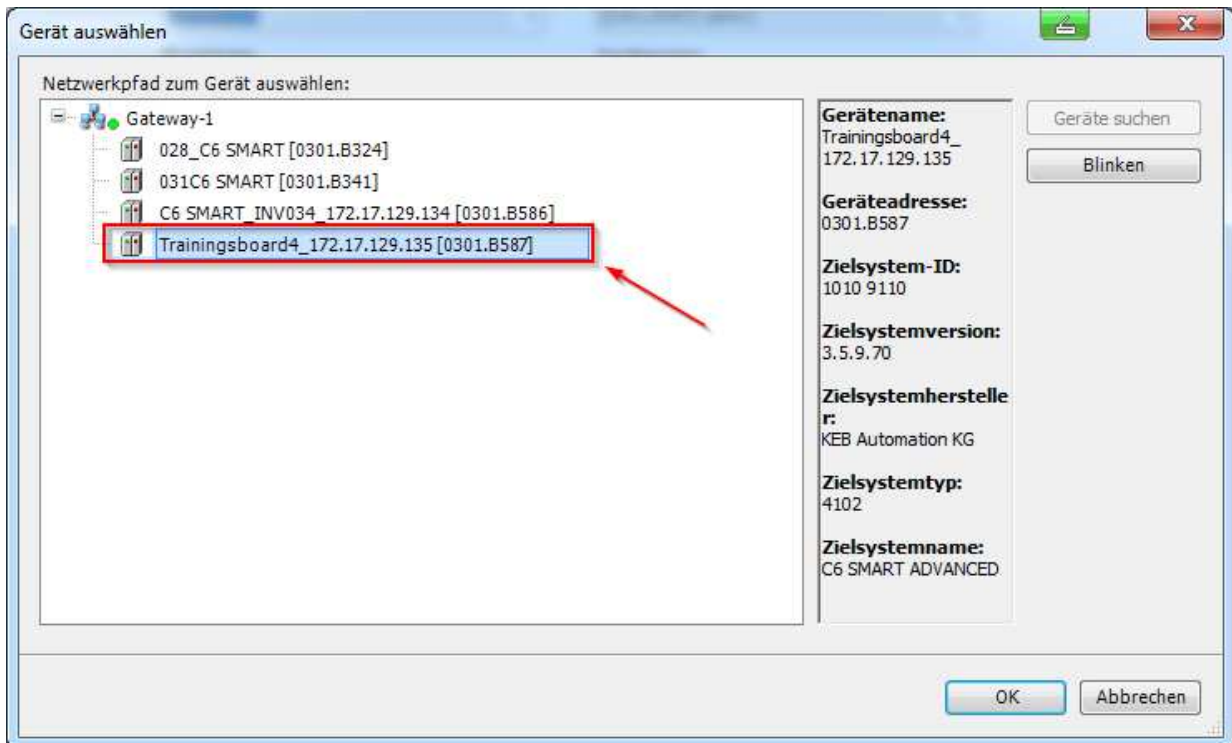 Gerät auswählen
Netzwerkpfad zum Gerät auswählen:
Gateway-1
028_C6 SMART [0301.B324]
031C6 SMART [0301.B341]
C6 SMART_INV034_172.17.129.134 [0301.B586]
Trainingsboard4_172.17.129.135 [0301.B587]
Gerätename:
Trainingsboard4_
172.17.129.135
Geräteadresse:
0301.B587
Zielsystem-ID:
1010 9110
Zielsystemversion:
3.5.9.70
Zielsystemherstelle
r:
KEB Automation KG
Zielsystemtyp:
4102
Zielsystemname:
C6 SMART ADVANCED
Geräte suchen
Blinken
OK
Abbrechen